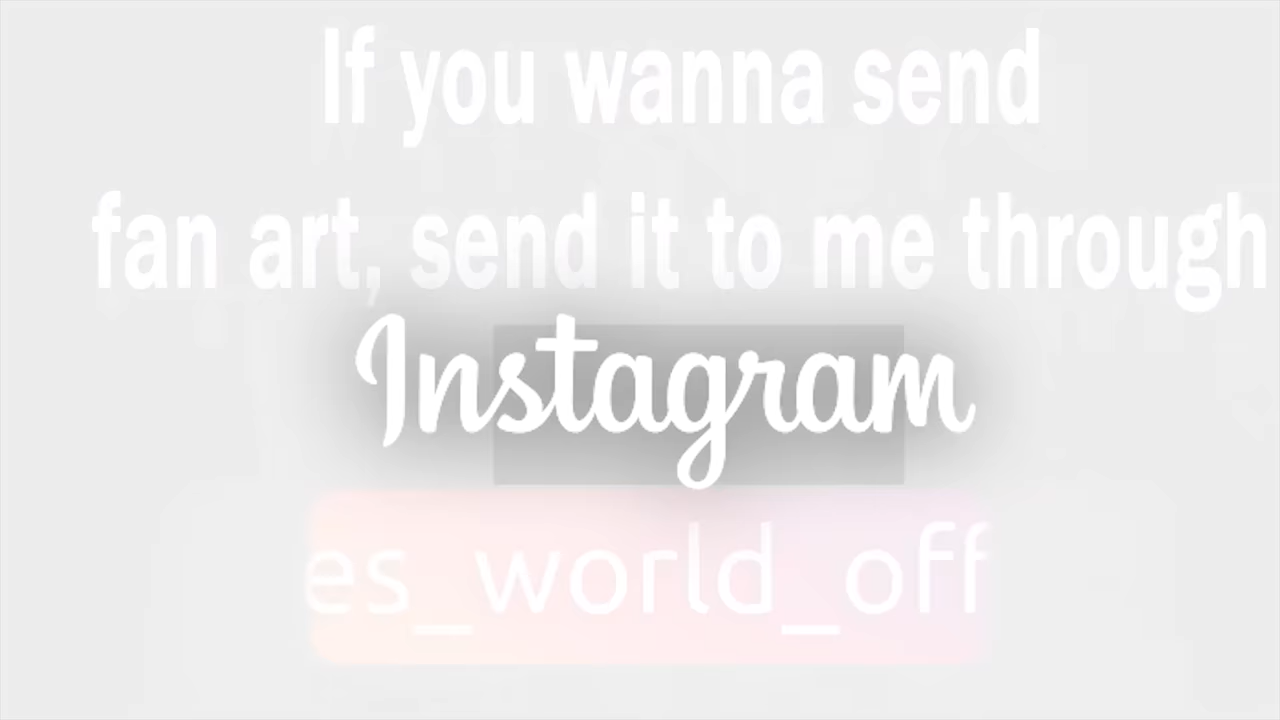 If you wanna send
fan art, send it to me through
Instagram
es_world_off